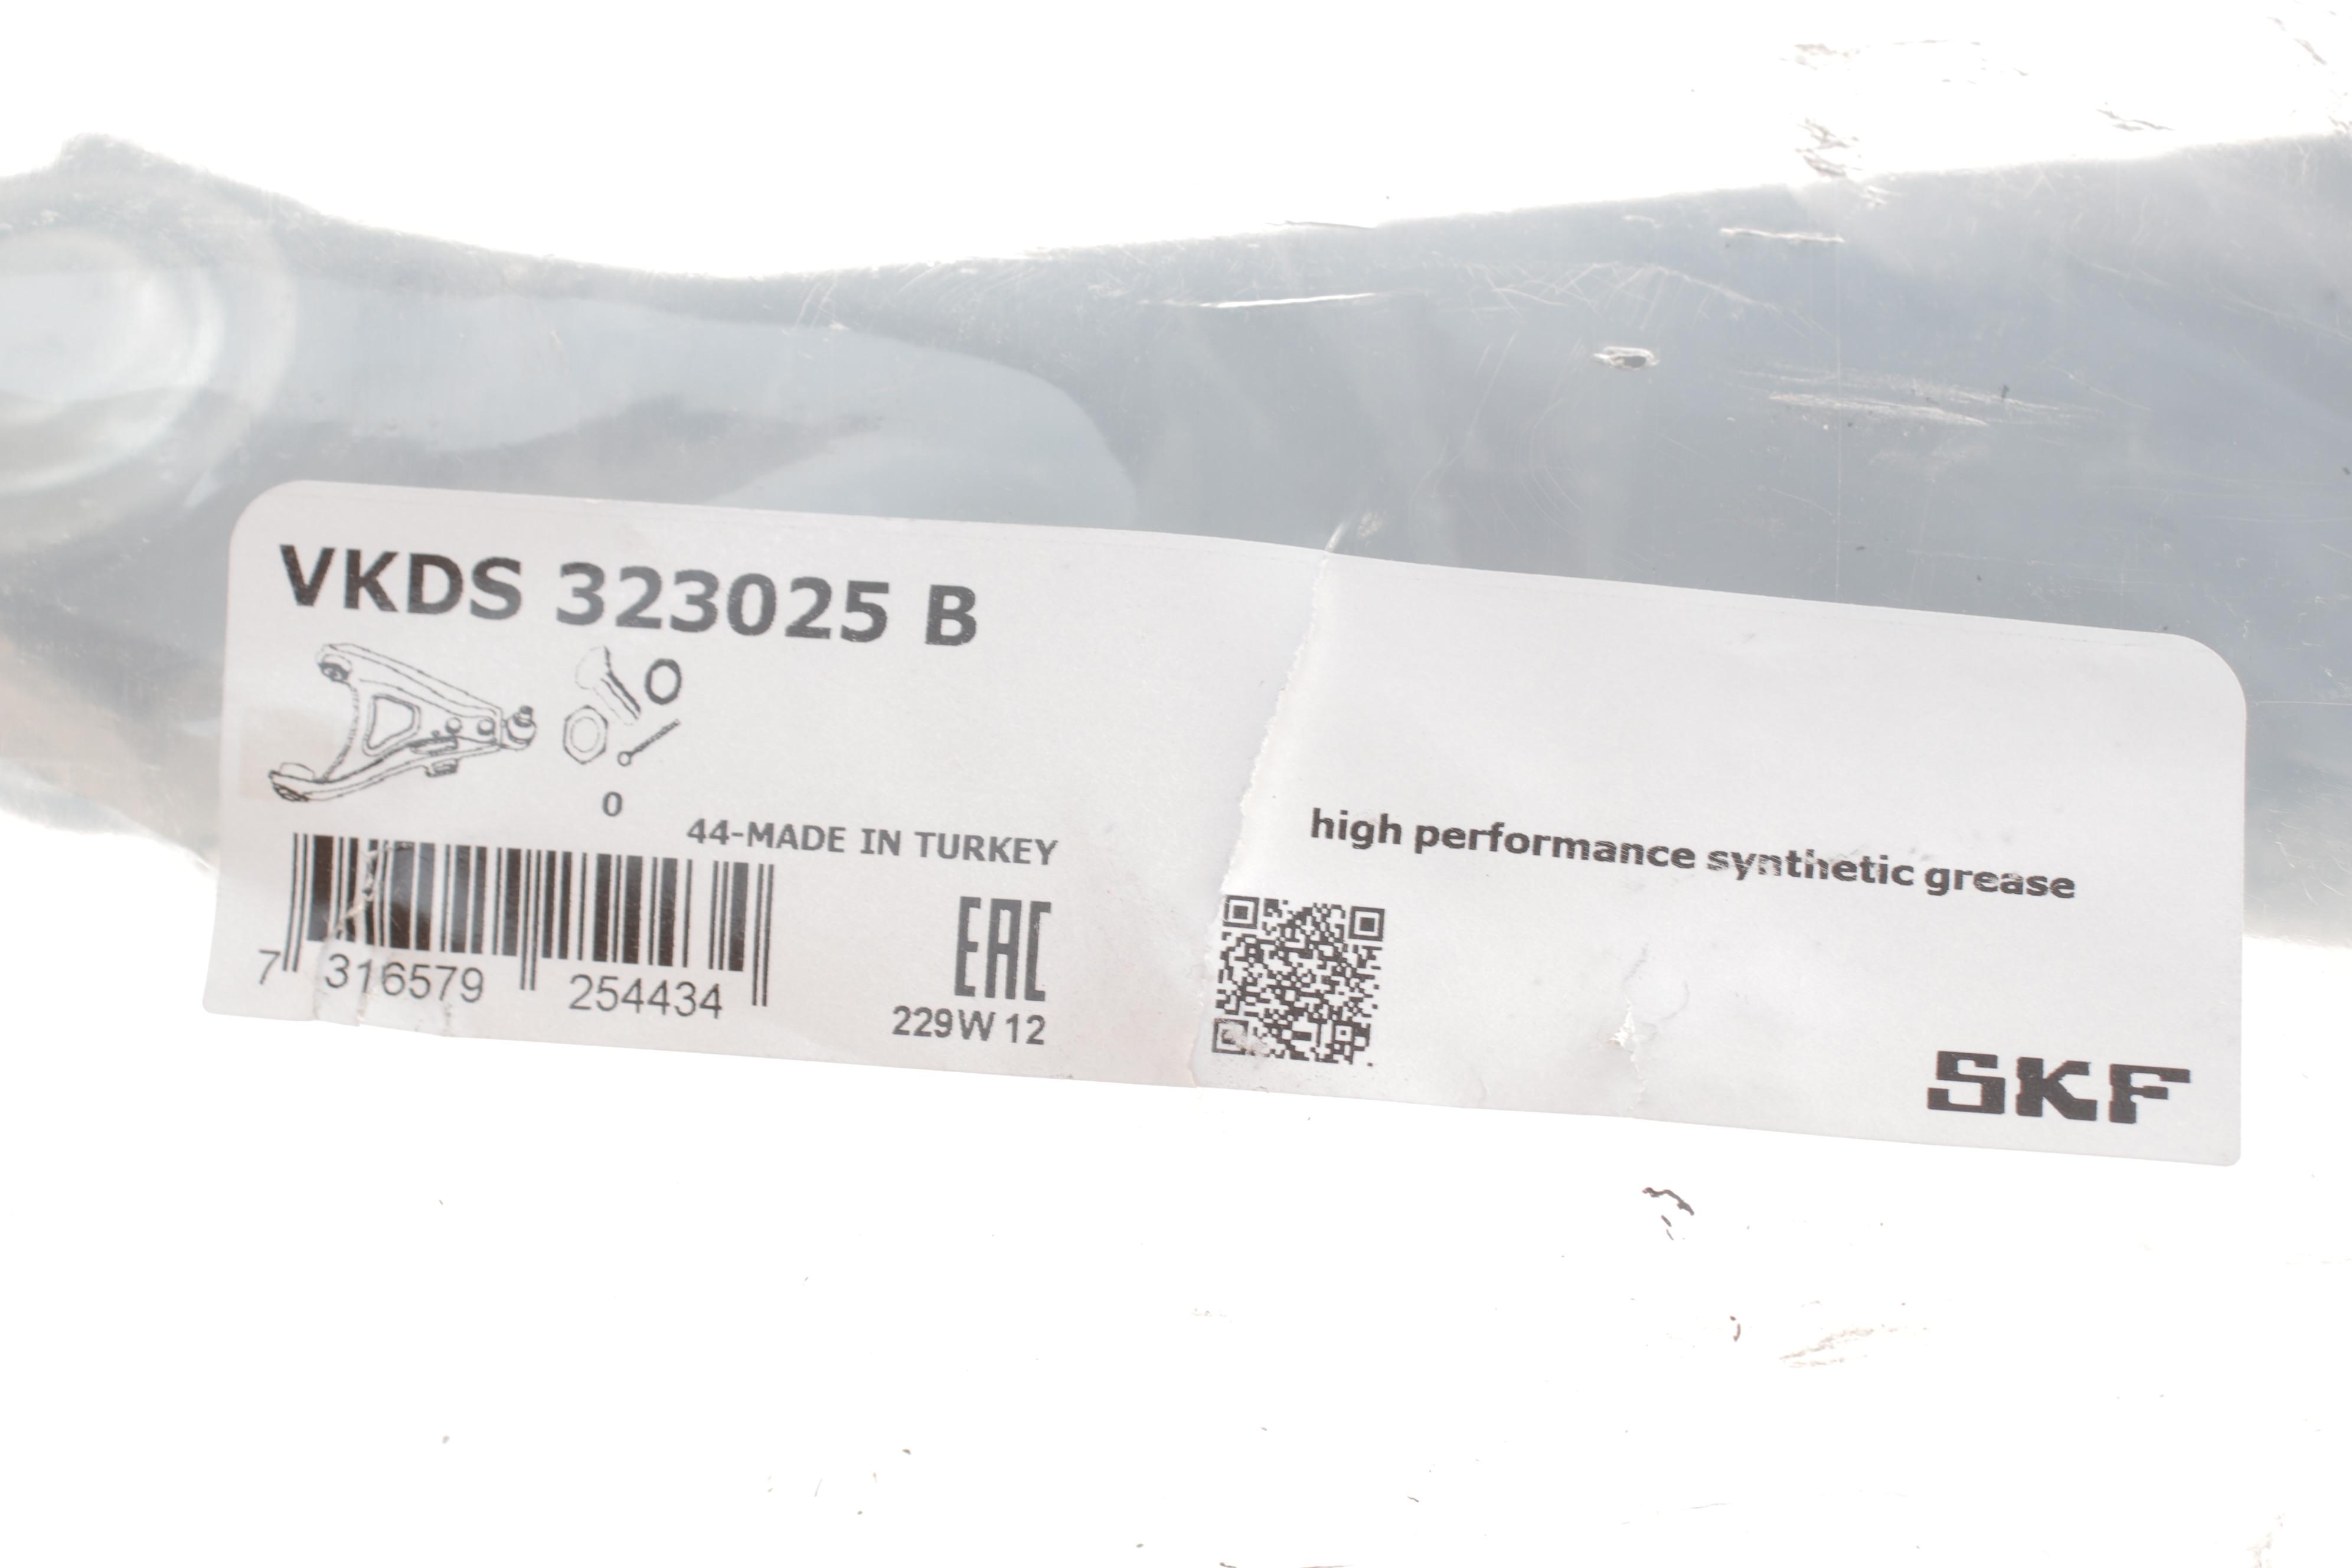 VKDS 323025 B
0
44-MADE IN TURKEY
7 316579 254434
EAC
229W 12
high performance synthetic grease
SKF